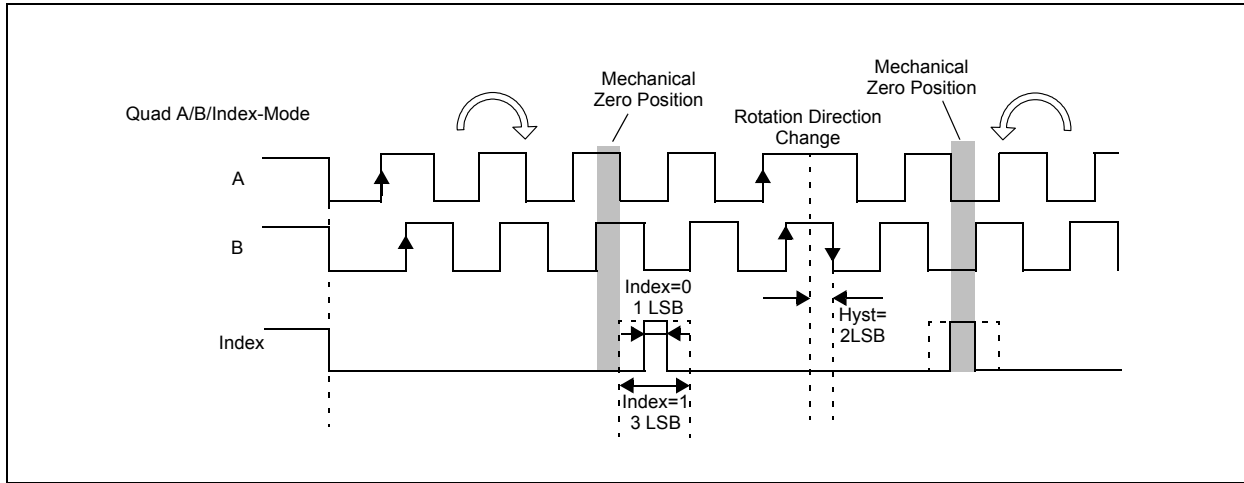 Mechanical
Zero Position
Mechanical
Zero Position
Quad A/B/Index-Mode
Rotation Direction
Change
A
B
Index=0
1 LSB
Hyst=
2LSB
Index
Index=1
3 LSB